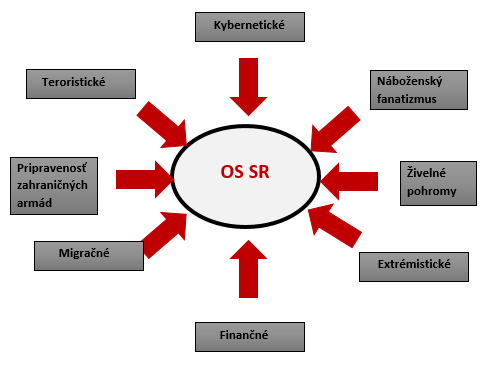 Kybernetické
Teroristické
Náboženský
fanatizmus
OS SR
Pripravenosť
zahraničných
armád
Živelné
pohromy
Migračné
Extrémistické
Finančné